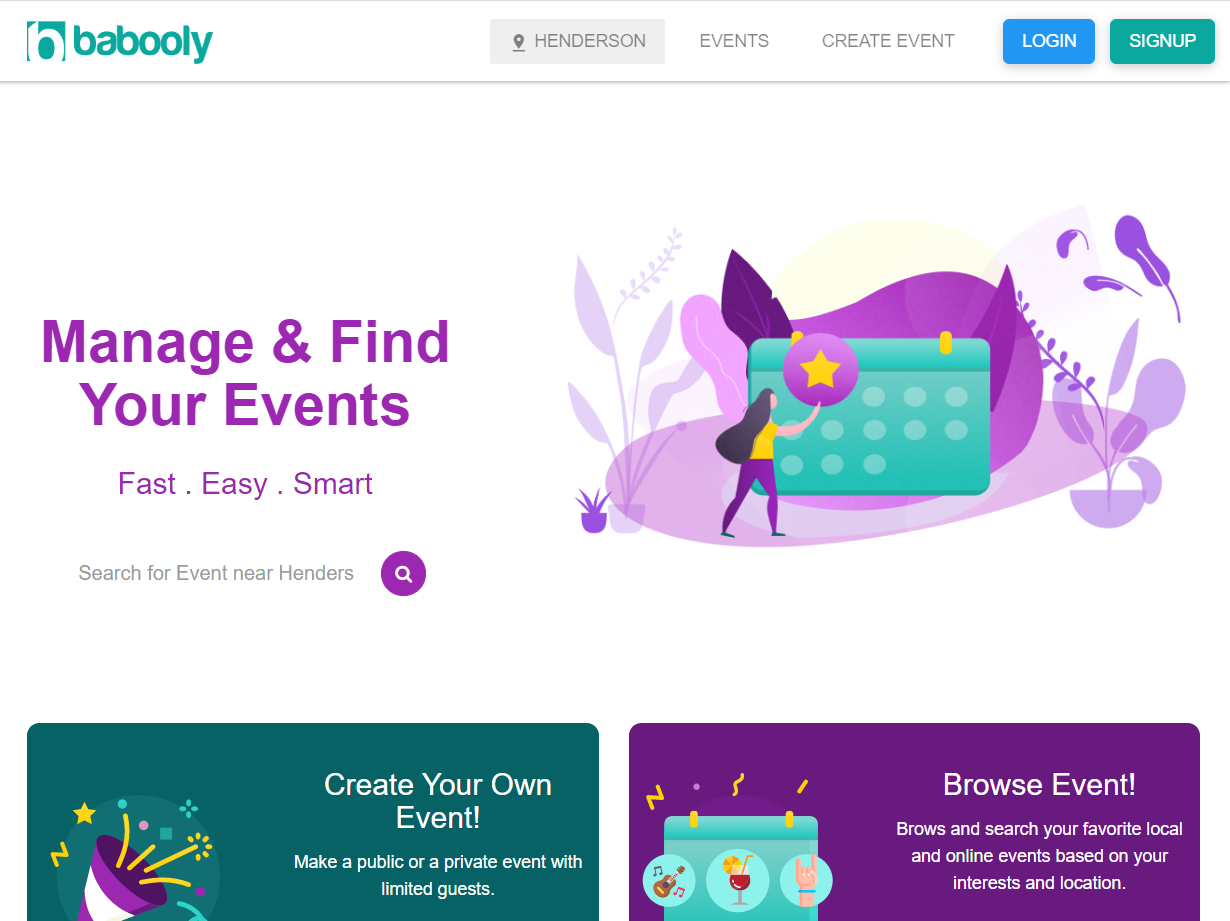 babooly
HENDERSON
EVENTS
CREATE EVENT
LOGIN
SIGNUP
Manage & Find
Your Events
Fast . Easy . Smart
Search for Event near Henders
Create Your Own
Event!
Make a public or a private event with
limited guests.
Browse Event!
Brows and search your favorite local
and online events based on your
interests and location.